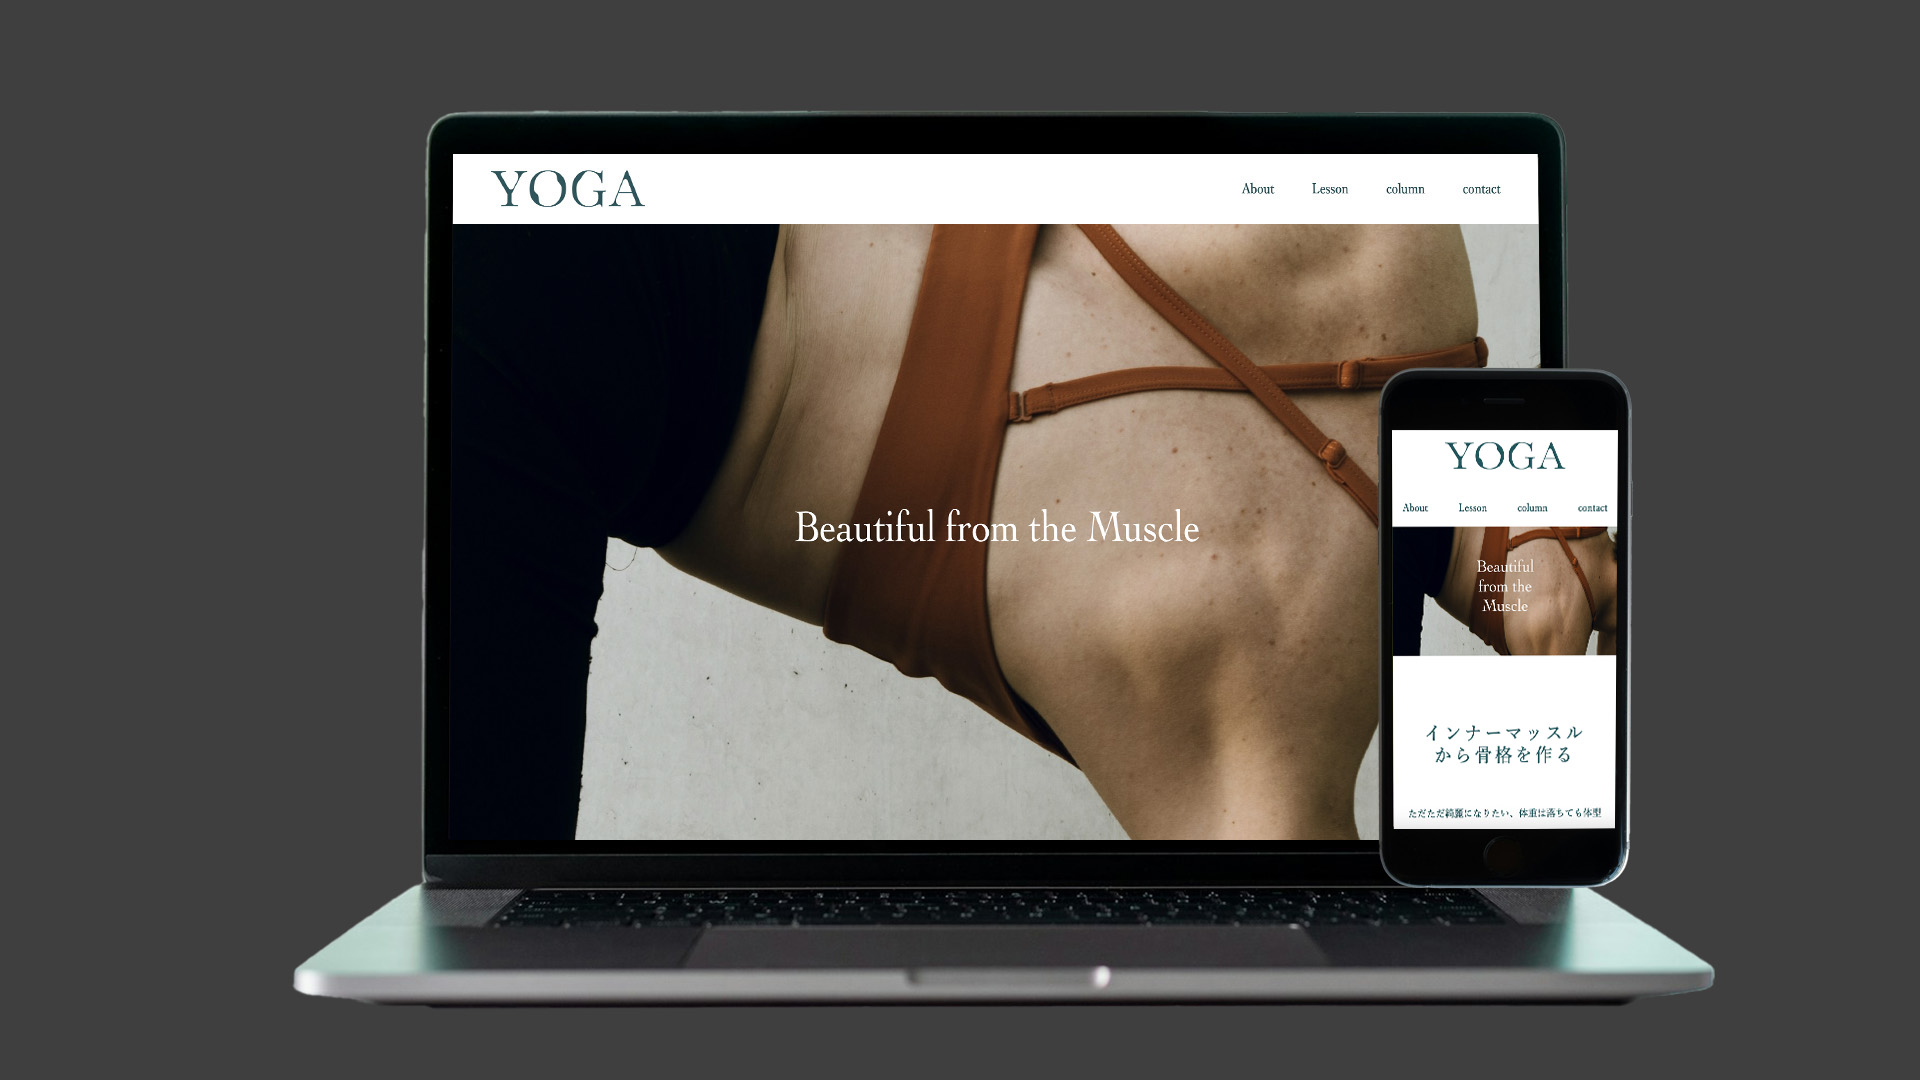 YOGA
About Lesson column contact
Beautiful from the Muscle
YOGA
About Lesson column contact
Beautiful
from the
Muscle
インナーマッスル
から骨格を作る
ただただ綺麗になりたい、体重は落ちても体型